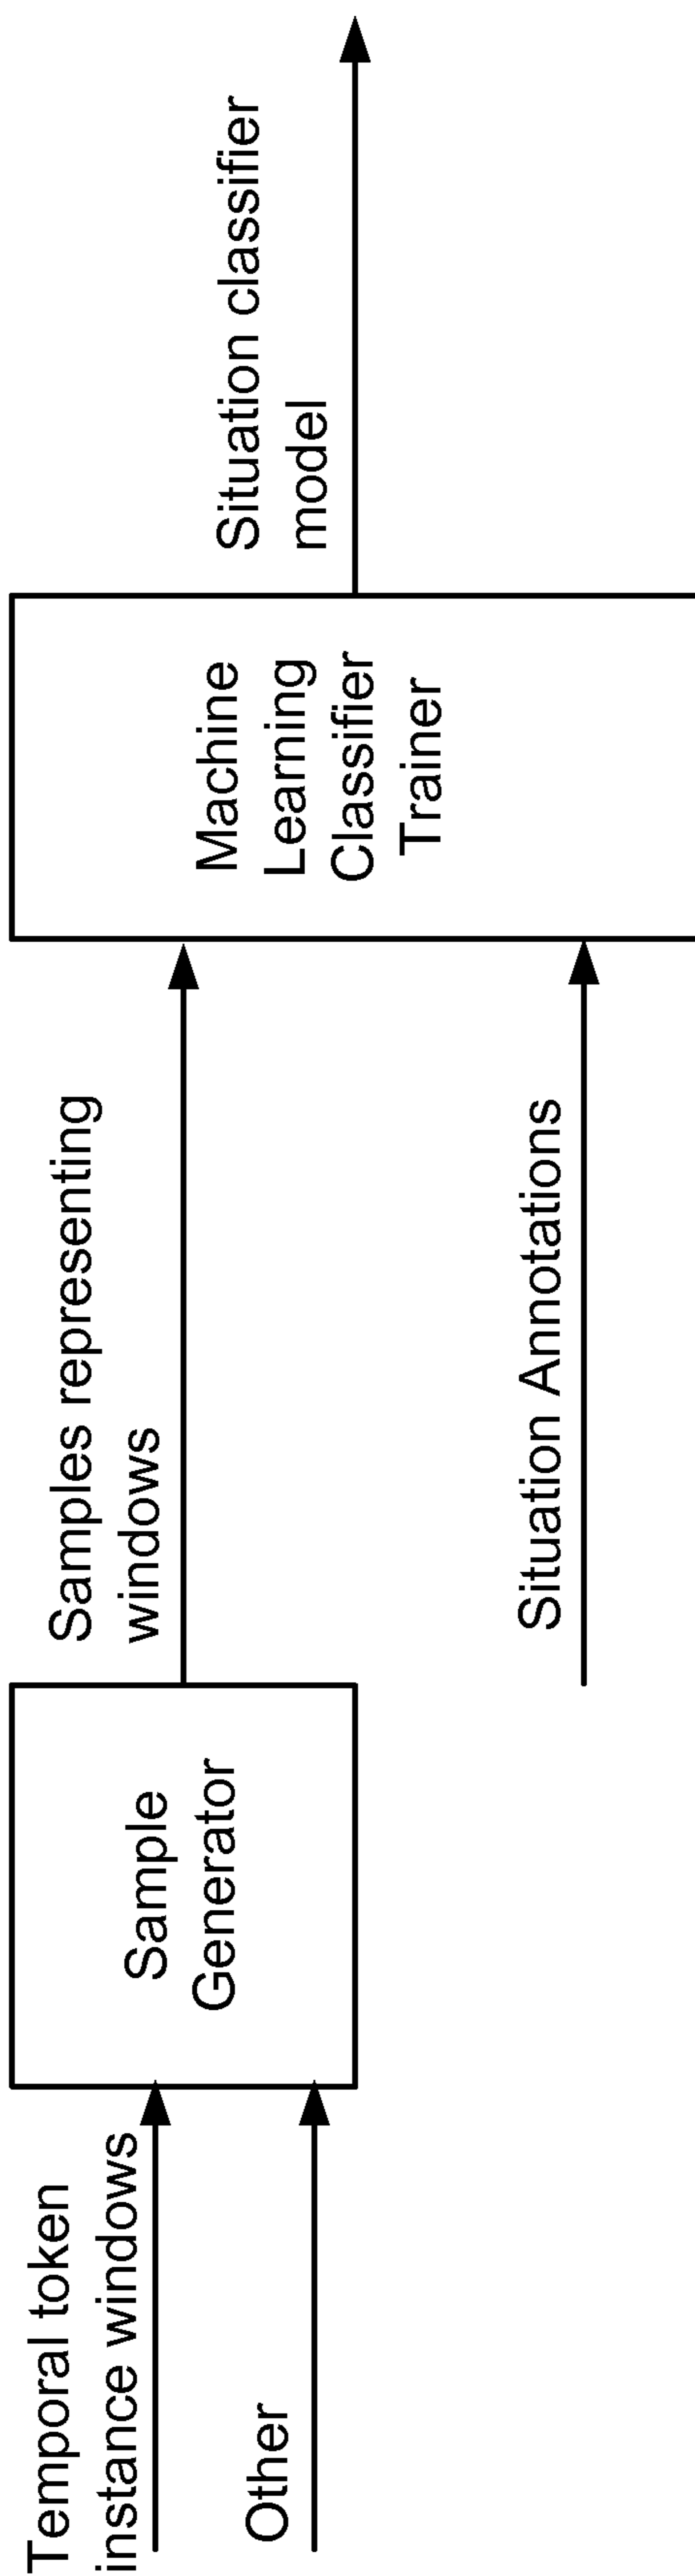 Temporal token
instance windows
Other
Sample
Generator
Samples representing
windows
Situation Annotations
Machine
Learning
Classifier
Trainer
Situation classifier
model